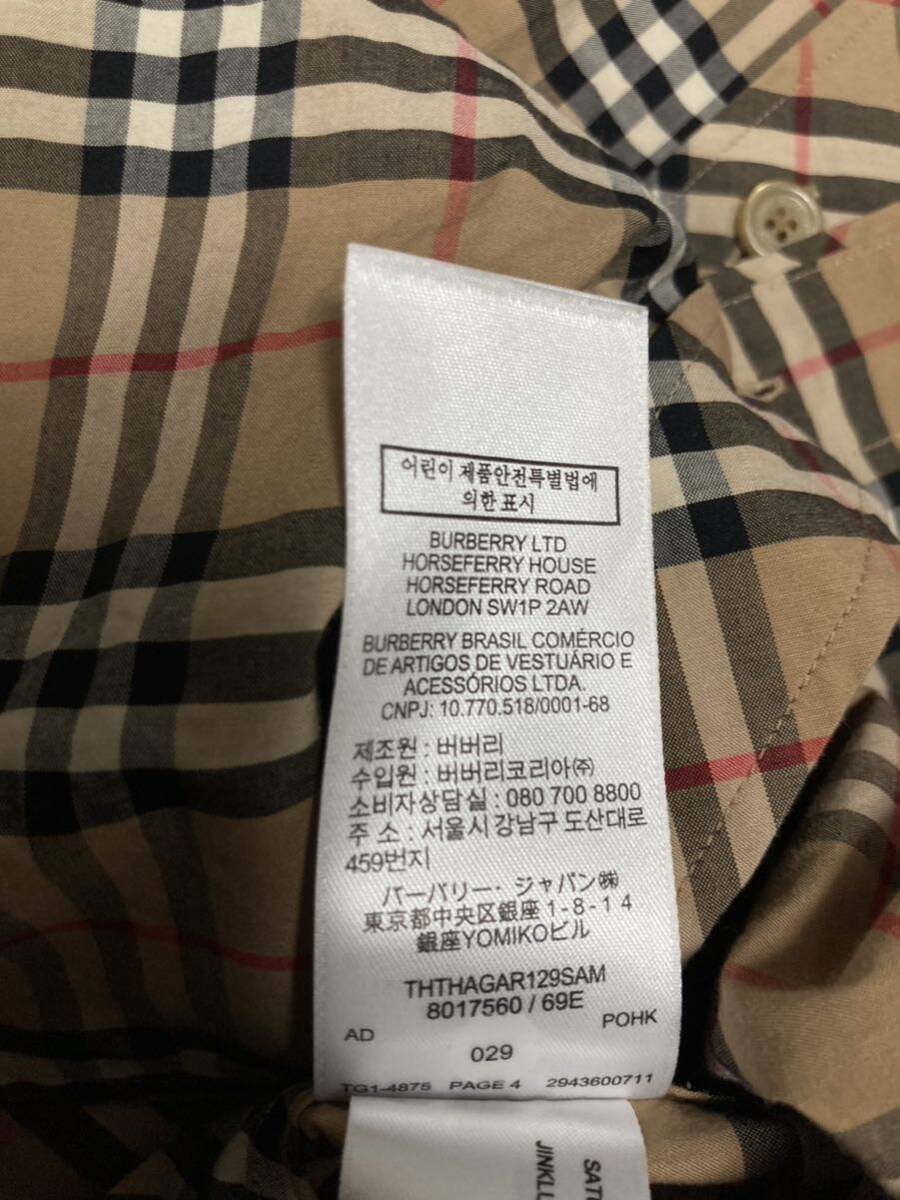 어린이 제품안전특별법에
의한 표시
BURBERRY LTD
HORSEFERRY HOUSE
HORSEFERRY ROAD
LONDON SW1P 2AW
BURBERRY BRASIL COMÉRCIO
DE ARTIGOS DE VESTUÁRIO E
ACESSÓRIOS LTDA.
CNPJ: 10.770.518/0001-68
제조원 : 버버리
수입원 : 버버리코리아㈜
소비자상담실 : 080 700 8800
주 소 : 서울시 강남구 도산대로
459번지
バーバリー・ジャパン㈱
東京都中央区銀座1-8-14
銀座YOMIKOビル
THTHAGAR129SAM
8017560 / 69E
AD POHK
029
TG1-4875 PAGE 4 2943600711